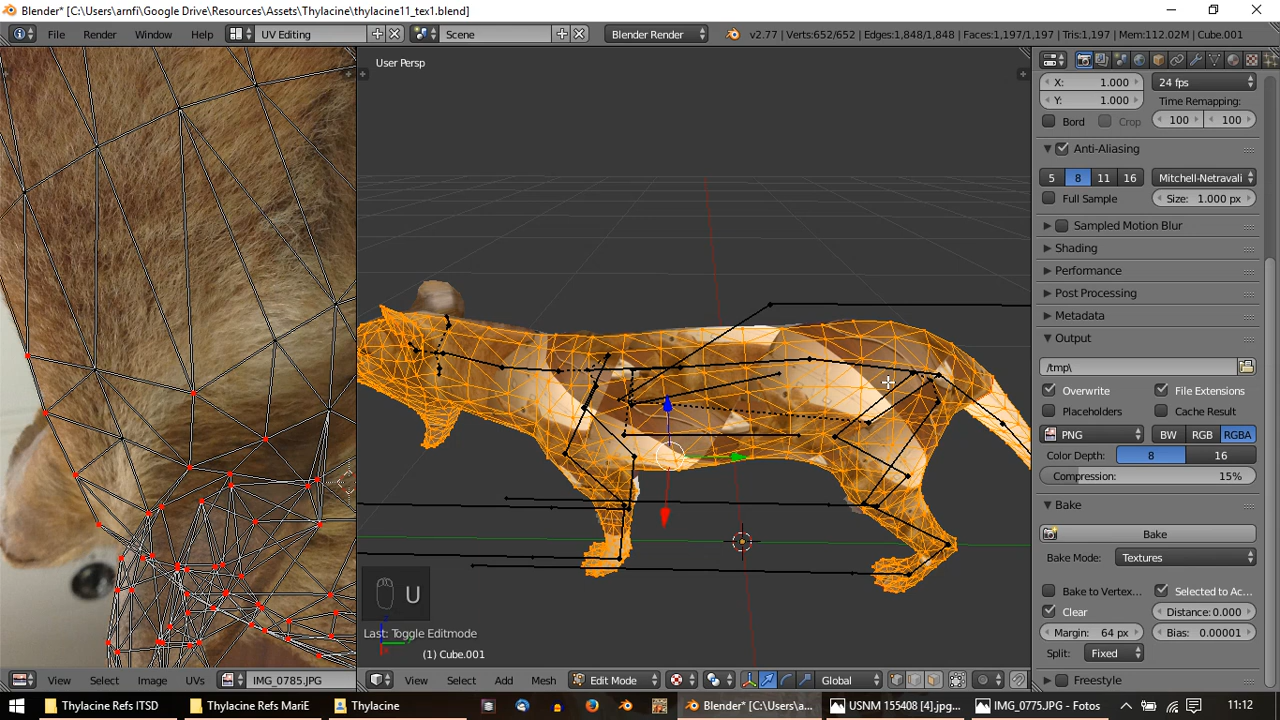 Blender* [C:\Users\arnfi\Google Drive\Resources\Assets\Thylacine\thylacine11_tex1.blend]
File Render Window Help UV Editing Scene Blender Render v2.77 | Verts:652/652 | Edges:1,848/1,848 | Faces:1,197/1,197 | Tris:1,197 | Mem:112.02M | Cube.001
User Persp
X: 1.000 24 fps
Y: 1.000 Time Remapping:
Bord Crop 100 100
Anti-Aliasing
5 8 11 16 Mitchell-Netravali
Full Sample Size: 1.000 px
Sampled Motion Blur
Shading
Performance
Post Processing
Metadata
Output
/tmp\
Overwrite File Extensions
Placeholders Cache Result
PNG BW RGB RGBA
Color Depth: 8 16
Compression: 15%
Bake
Bake
Bake Mode: Textures
Bake to Vertex... Selected to Ac...
Clear Distance:0.000
Margin: 64 px Bias: 0.00001
Split: Fixed
Freestyle
U
Last: Toggle Editmode
(1) Cube.001
View Select Image UVs IMG_0785.JPG
View Select Add Mesh Edit Mode Global
Thylacine Refs ITSD Thylacine Refs MariE Thylacine Blender* [C:\Users\a... USNM 155408 [4].jpg... IMG_0775.JPG - Fotos 11:12